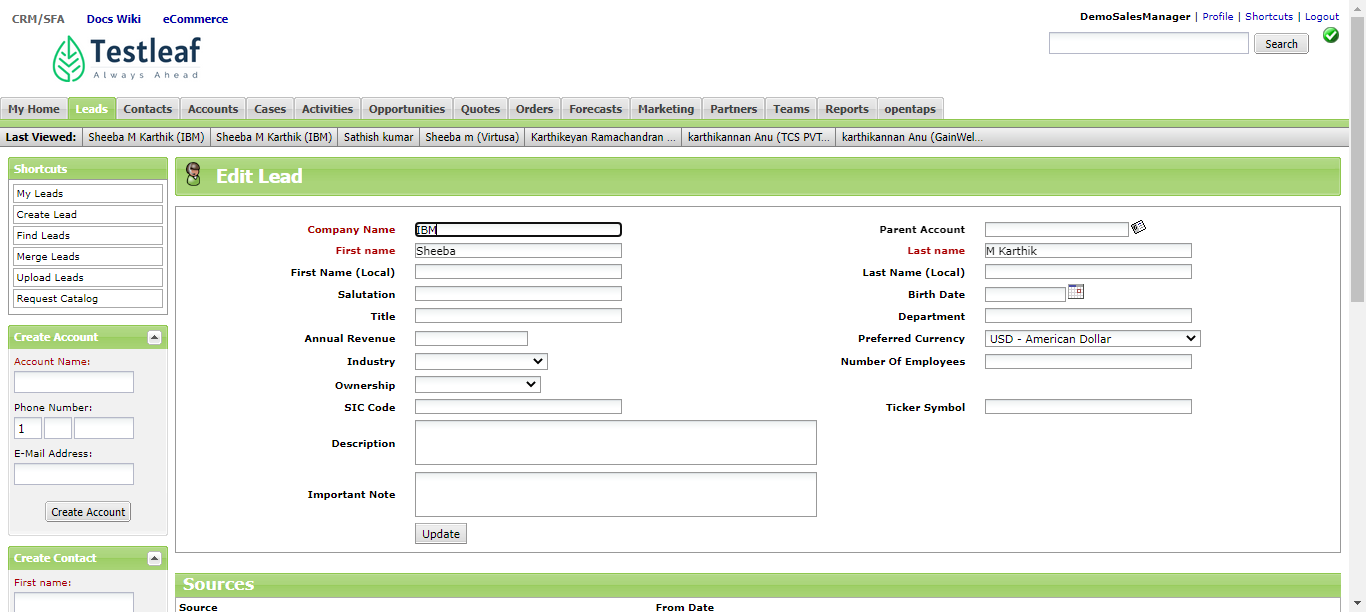 CRM/SFA Docs Wiki eCommerce
DemoSalesManager | Profile | Shortcuts | Logout
Testleaf
Always Ahead
Search
My Home Leads Contacts Accounts Cases Activities Opportunities Quotes Orders Forecasts Marketing Partners Teams Reports opentaps
Last Viewed: Sheeba M Karthik (IBM) Sheeba M Karthik (IBM) Sathish kumar Sheeba m (Virtusa) Karthikeyan Ramachandran ... karthikannan Anu (TCS PVT... karthikannan Anu (GainWel...
Shortcuts
My Leads
Create Lead
Find Leads
Merge Leads
Upload Leads
Request Catalog
Create Account
Account Name:
Phone Number:
1
E-Mail Address:
Create Account
Create Contact
First name:
Edit Lead
Company Name IBM Parent Account
First name Sheeba Last name M Karthik
First Name (Local) Last Name (Local)
Salutation Birth Date
Title Department
Annual Revenue Preferred Currency USD - American Dollar
Industry Number Of Employees
Ownership
SIC Code Ticker Symbol
Description
Important Note
Update
Sources
Source From Date